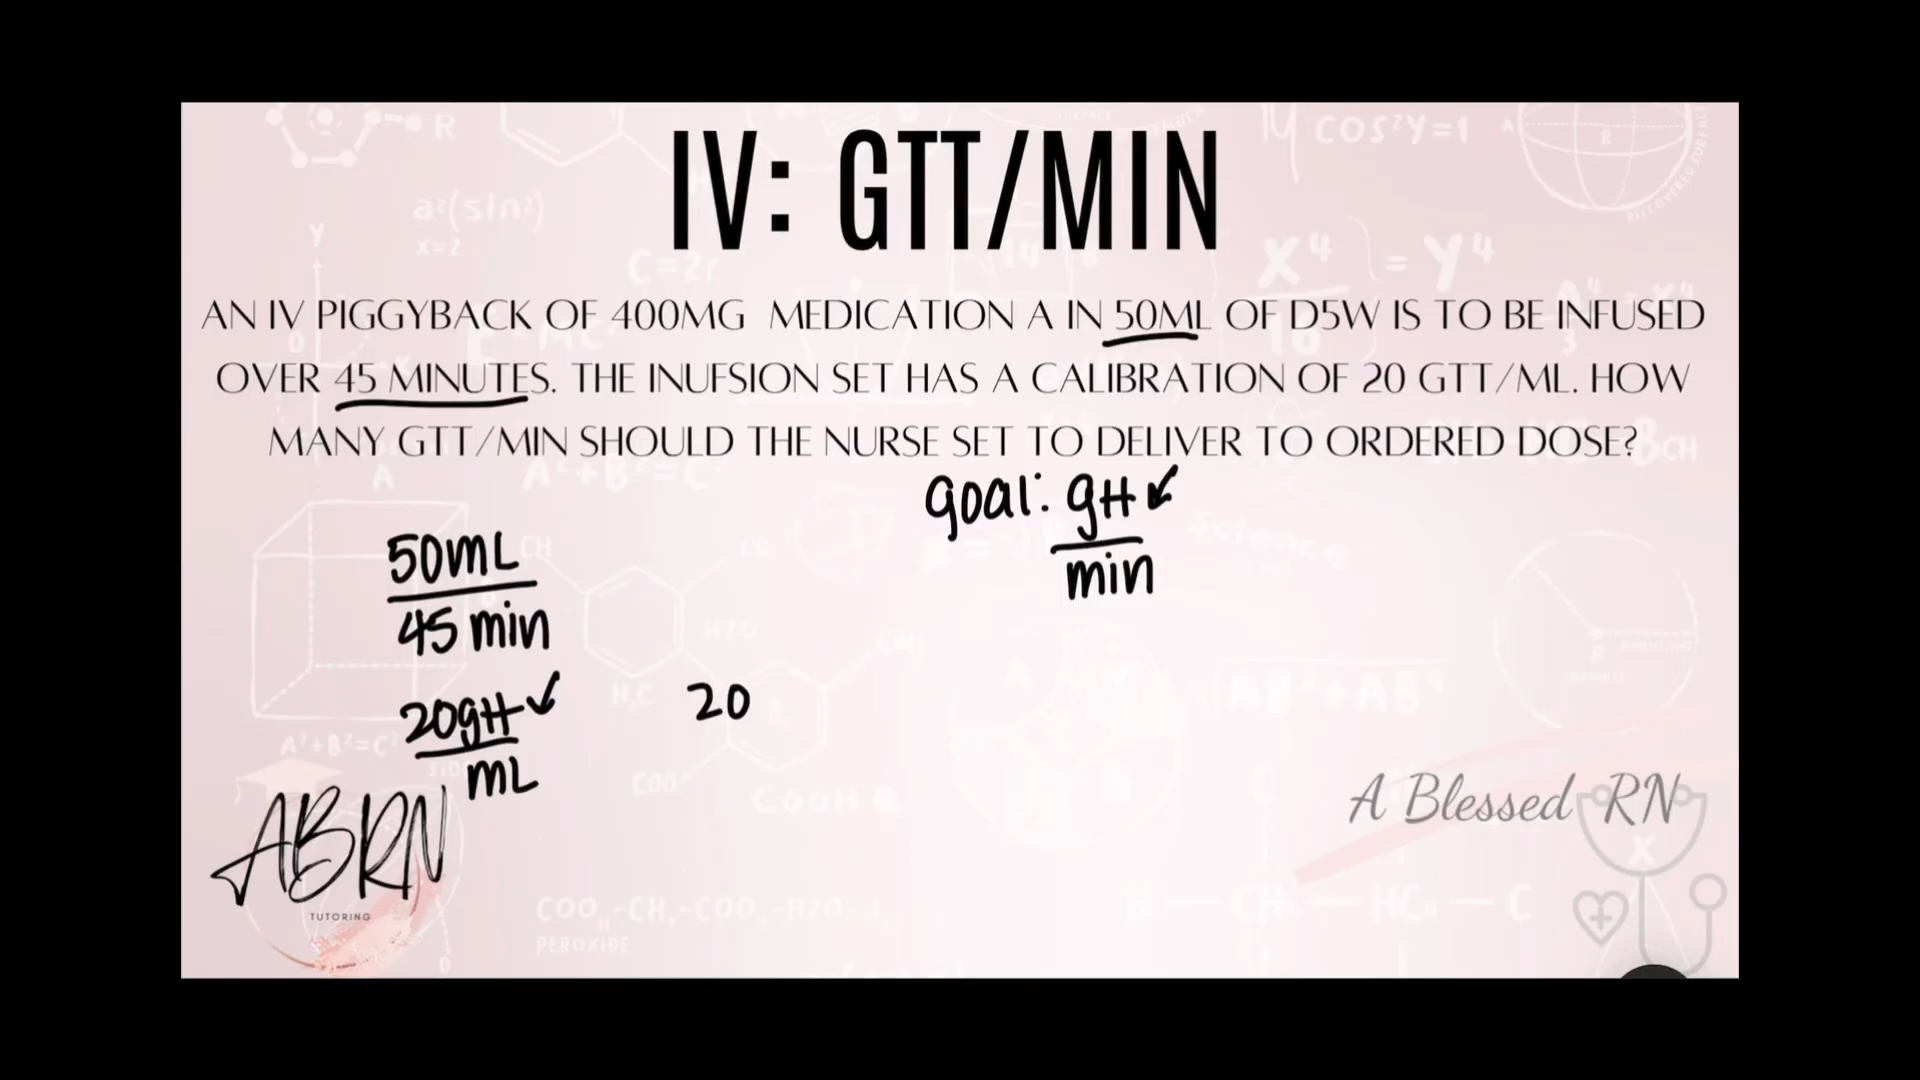 IV: GTT/MIN
AN IV PIGGYBACK OF 400MG MEDICATION A IN 50ML OF D5W IS TO BE INFUSED
OVER 45 MINUTES. THE INUFSION SET HAS A CALIBRATION OF 20 GTT/ML. HOW
MANY GTT/MIN SHOULD THE NURSE SET TO DELIVER TO ORDERED DOSE?
goal: gtt
min
50mL
45 min
20gtt
mL
20
ABRN
TUTORING
A Blessed RN